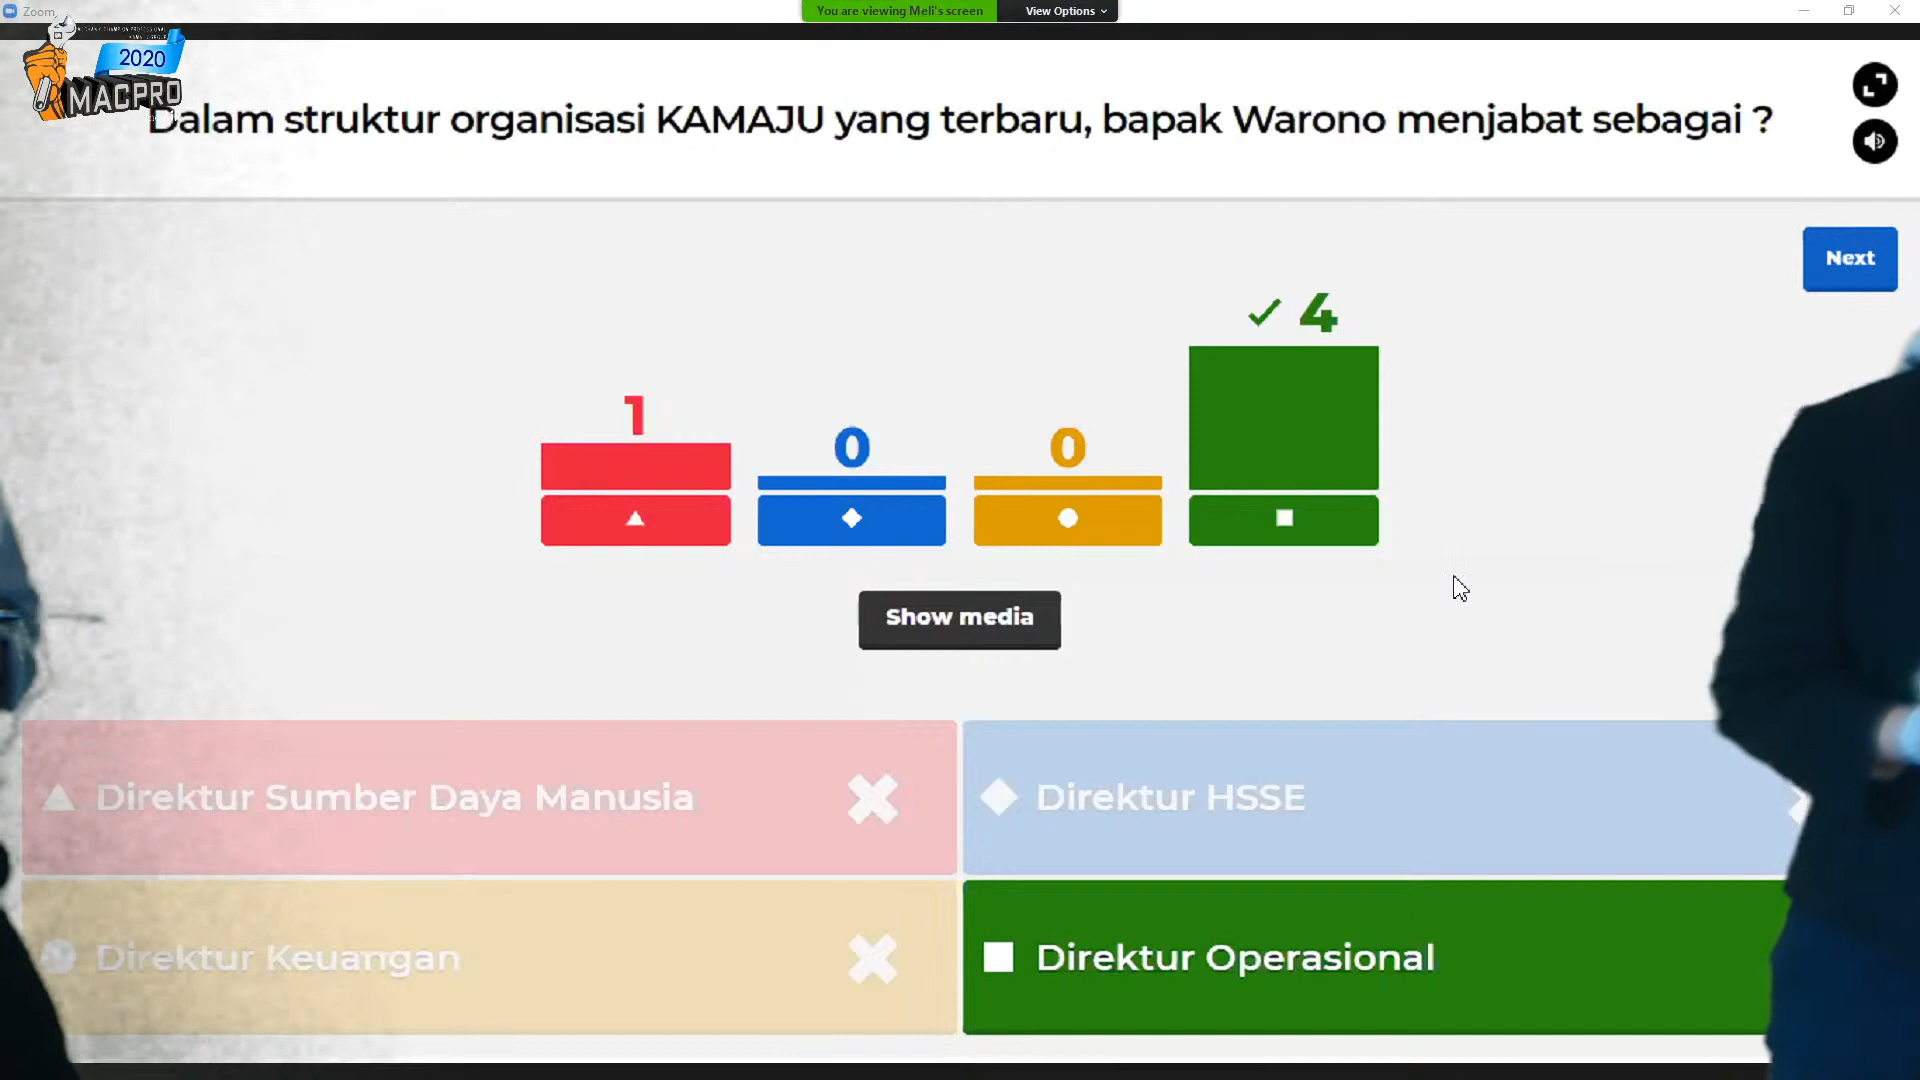 Zoom
You are viewing Meli's screen
View Options
2020
MACPRO
Dalam struktur organisasi KAMAJU yang terbaru, bapak Warono menjabat sebagai ?
Next
4
1
0
0
Show media
Direktur Sumber Daya Manusia
Direktur HSSE
Direktur Keuangan
Direktur Operasional